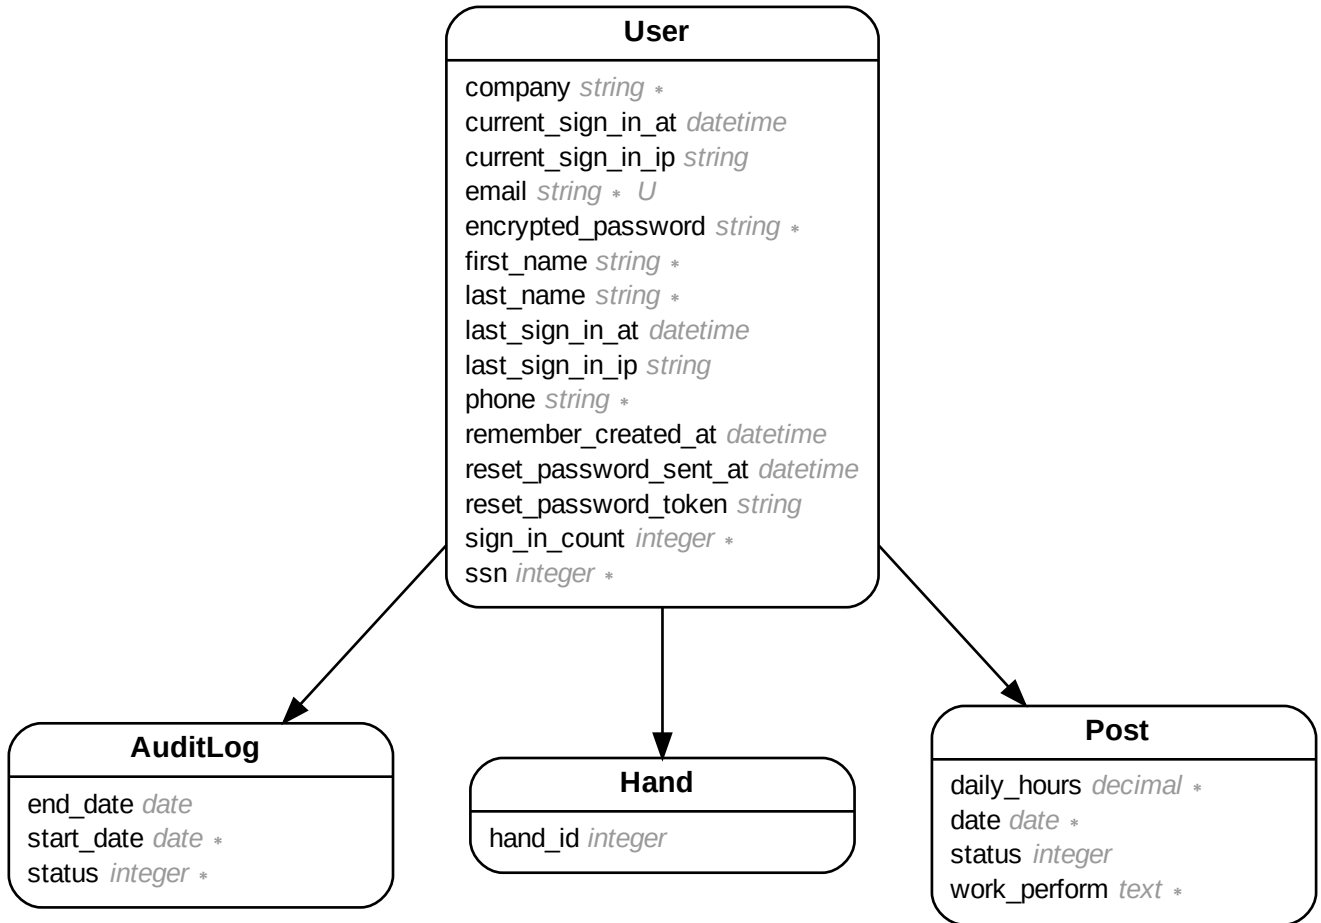 User
company string *
current_sign_in_at datetime
current_sign_in_ip string
email string * U
encrypted_password string *
first_name string *
last_name string *
last_sign_in_at datetime
last_sign_in_ip string
phone string *
remember_created_at datetime
reset_password_sent_at datetime
reset_password_token string
sign_in_count integer *
ssn integer *
AuditLog
end_date date
start_date date *
status integer *
Hand
hand_id integer
Post
daily_hours decimal *
date date *
status integer
work_perform text *